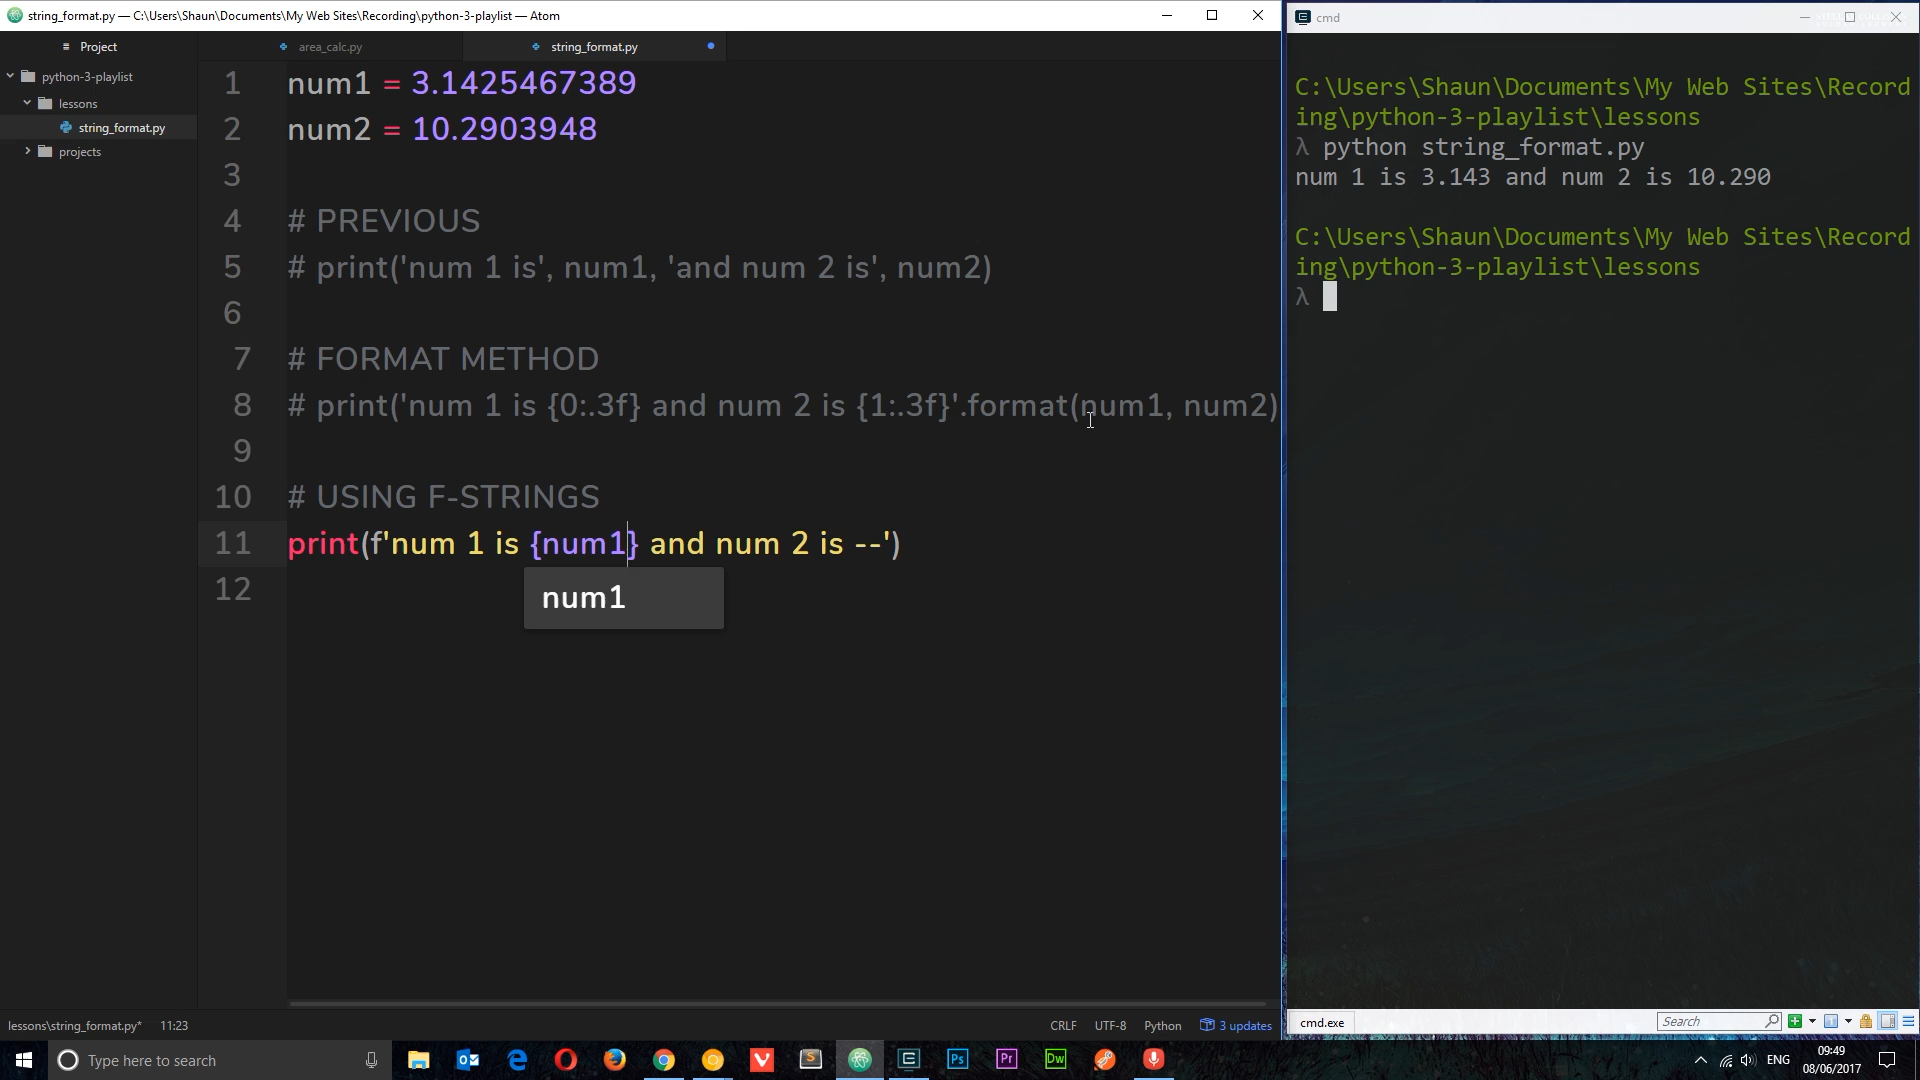 string_format.py — C:\Users\Shaun\Documents\My Web Sites\Recording\python-3-playlist — Atom
Project
area_calc.py
string_format.py
python-3-playlist
lessons
string_format.py
projects
1 num1 = 3.1425467389
2 num2 = 10.2903948
3
4 # PREVIOUS
5 # print('num 1 is', num1, 'and num 2 is', num2)
6
7 # FORMAT METHOD
8 # print('num 1 is {0:.3f} and num 2 is {1:.3f}'.format(num1, num2)
9
10 # USING F-STRINGS
11 print(f'num 1 is {num1} and num 2 is --')
12
num1
lessons\string_format.py* 11:23
CRLF UTF-8 Python 3 updates
cmd
C:\Users\Shaun\Documents\My Web Sites\Record
ing\python-3-playlist\lessons
λ python string_format.py
num 1 is 3.143 and num 2 is 10.290
C:\Users\Shaun\Documents\My Web Sites\Record
ing\python-3-playlist\lessons
λ
cmd.exe
Search
Type here to search
Ps
Pr
Dw
ENG
09:49
08/06/2017